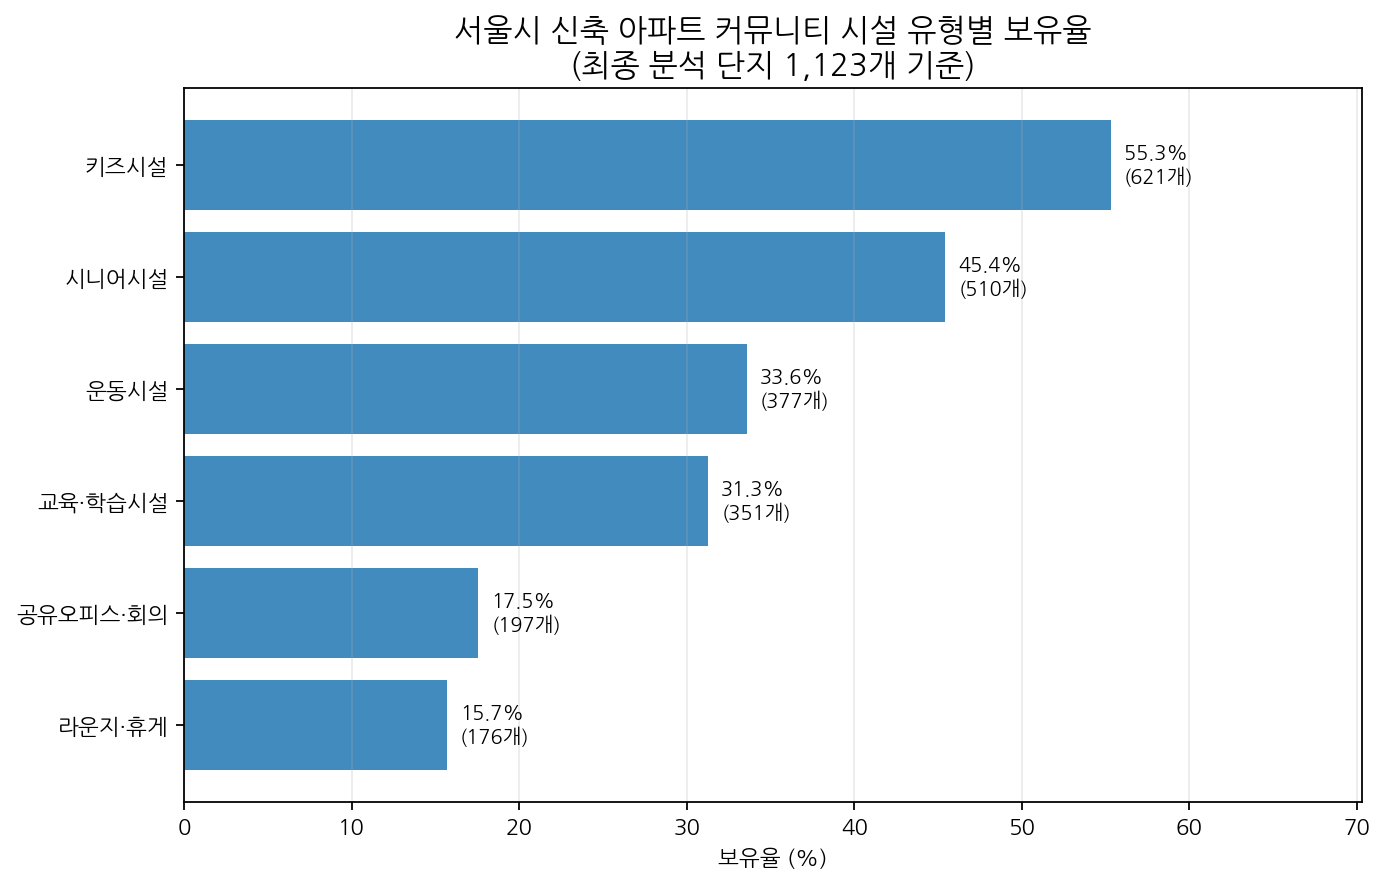 서울시 신축 아파트 커뮤니티 시설 유형별 보유율
(최종 분석 단지 1,123개 기준)
키즈시설
55.3%
(621개)
시니어시설
45.4%
(510개)
운동시설
33.6%
(377개)
교육·학습시설
31.3%
(351개)
공유오피스·회의
17.5%
(197개)
라운지·휴게
15.7%
(176개)
0 10 20 30 40 50 60 70
보유율 (%)